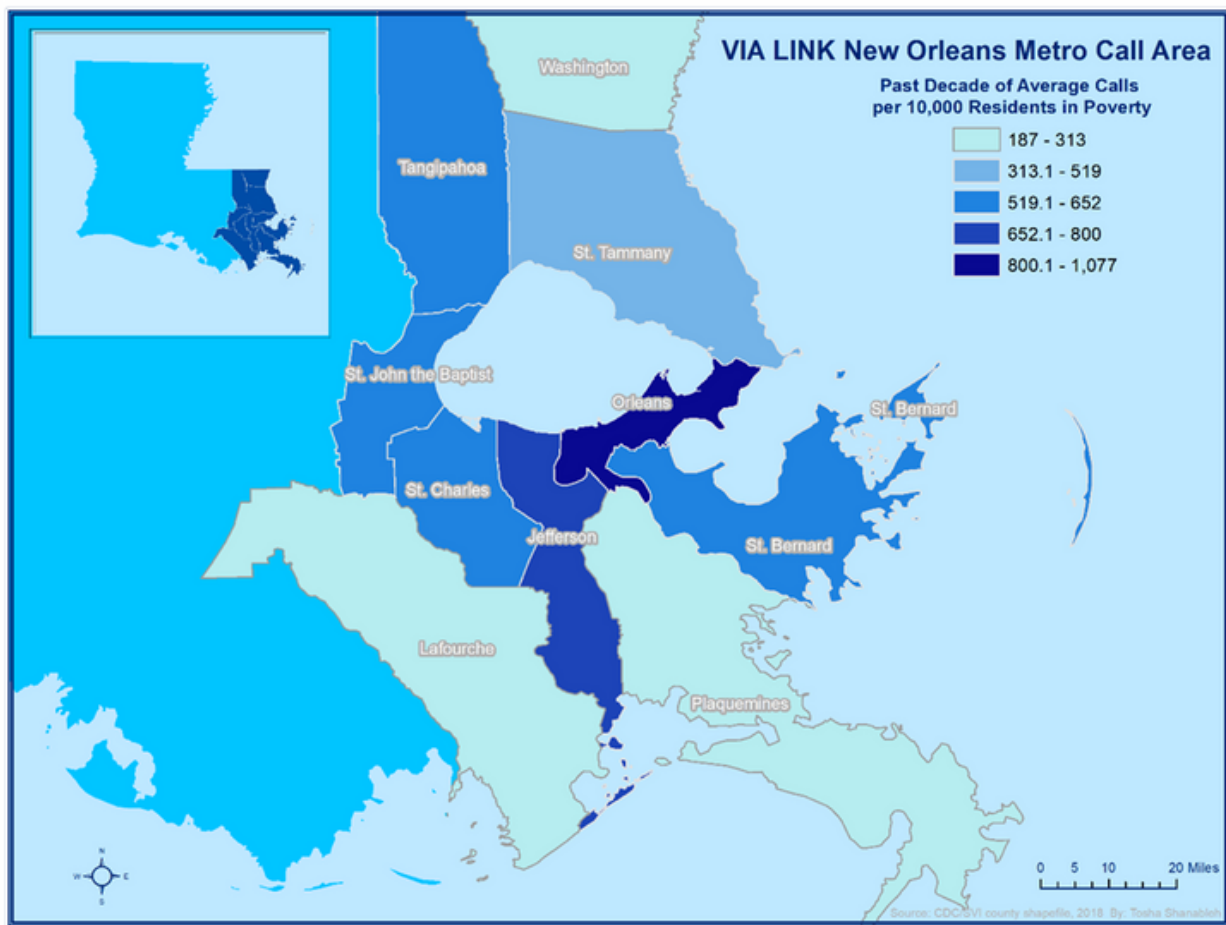 VIA LINK New Orleans Metro Call Area
Past Decade of Average Calls
per 10,000 Residents in Poverty
187 - 313
313.1 - 519
519.1 - 652
652.1 - 800
800.1 - 1,077
Washington
Tangipahoa
St. Tammany
St. John the Baptist
Orleans
St. Bernard
St. Charles
Jefferson
St. Bernard
Lafourche
Plaquemines
N
W E
S
0 5 10 20 Miles
Source: CDC/SVI county shapefile, 2018 By: Tosha Shanableh